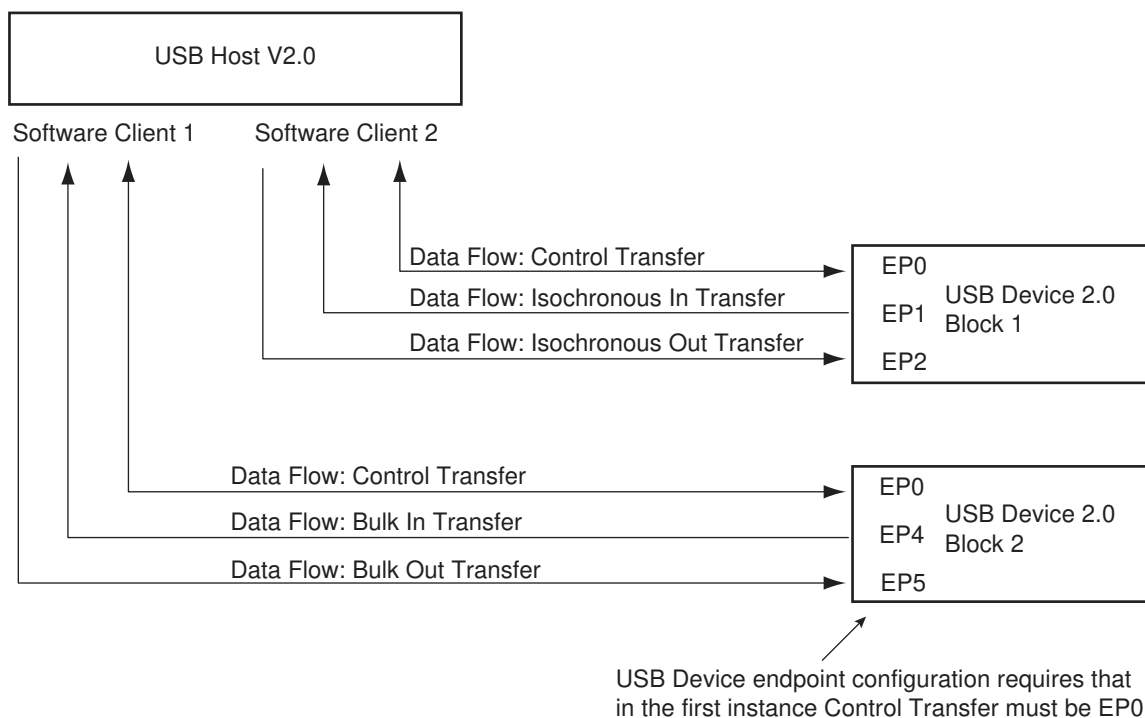 USB Host V2.0
Software Client 1
Software Client 2
Data Flow: Control Transfer
Data Flow: Isochronous In Transfer
Data Flow: Isochronous Out Transfer
EP0
EP1
EP2
USB Device 2.0
Block 1
Data Flow: Control Transfer
Data Flow: Bulk In Transfer
Data Flow: Bulk Out Transfer
EP0
EP4
EP5
USB Device 2.0
Block 2
USB Device endpoint configuration requires that
in the first instance Control Transfer must be EP0